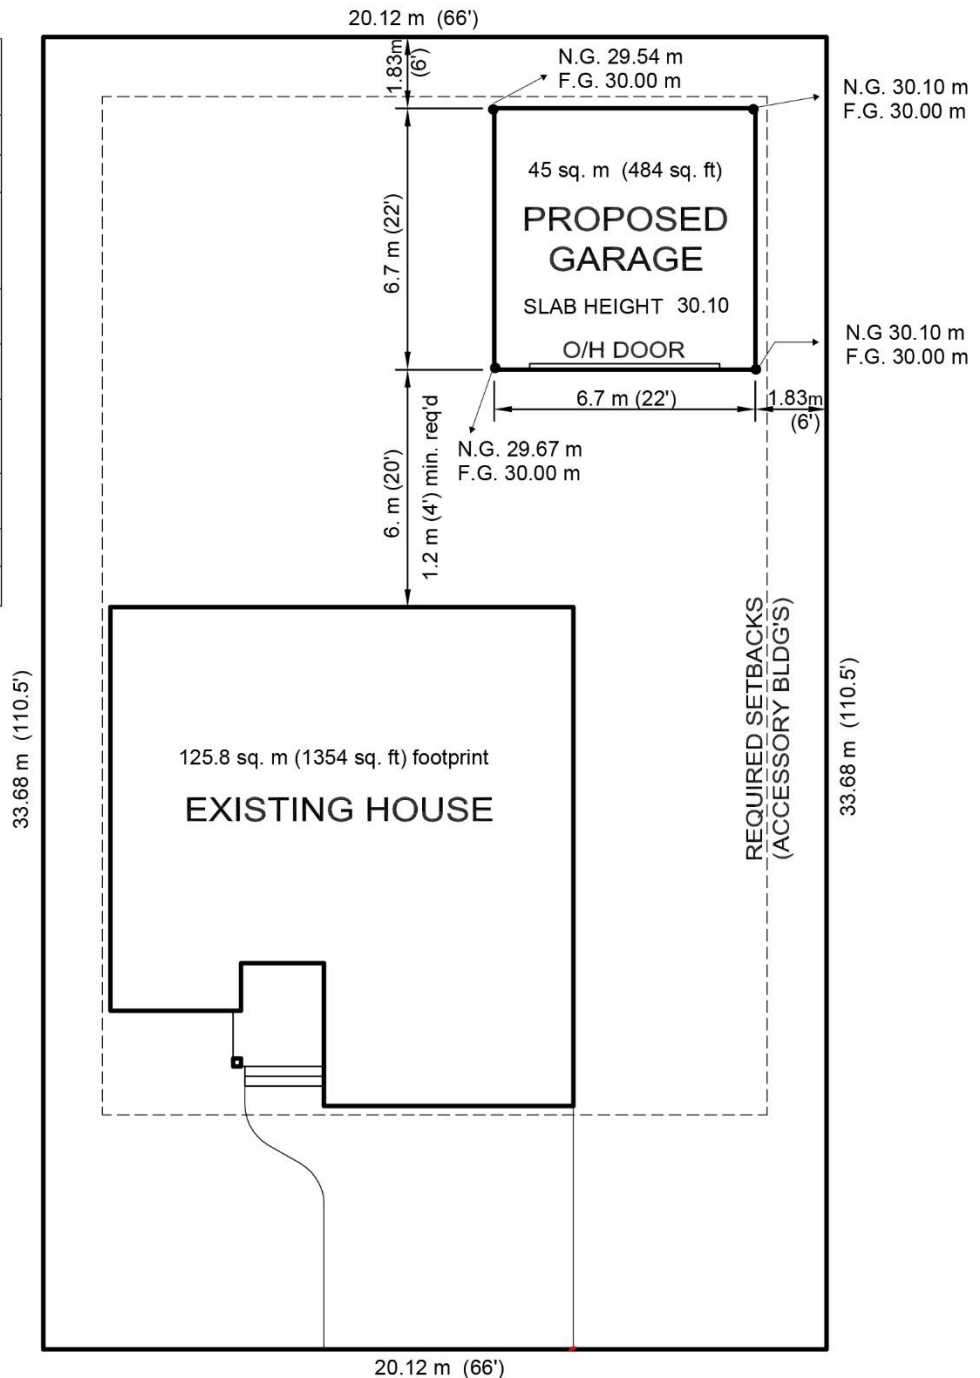 20.12 m  (66')
1.83m
(6')
N.G. 29.54 m
F.G. 30.00 m
N.G. 30.10 m
F.G. 30.00 m
45 sq. m  (484 sq. ft)
PROPOSED
GARAGE
SLAB HEIGHT  30.10
O/H DOOR
6.7 m (22')
N.G 30.10 m
F.G. 30.00 m
6.7 m (22')
1.83m
(6')
N.G. 29.67 m
F.G. 30.00 m
6. m (20')
1.2 m (4') min. req'd
REQUIRED SETBACKS
(ACCESSORY BLDG'S)
33.68 m  (110.5')
33.68 m  (110.5')
125.8 sq. m (1354 sq. ft) footprint
EXISTING HOUSE
20.12 m  (66')